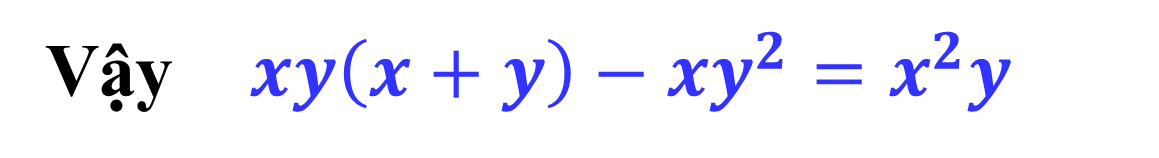 Vậy xy(x + y) − xy² = x²y